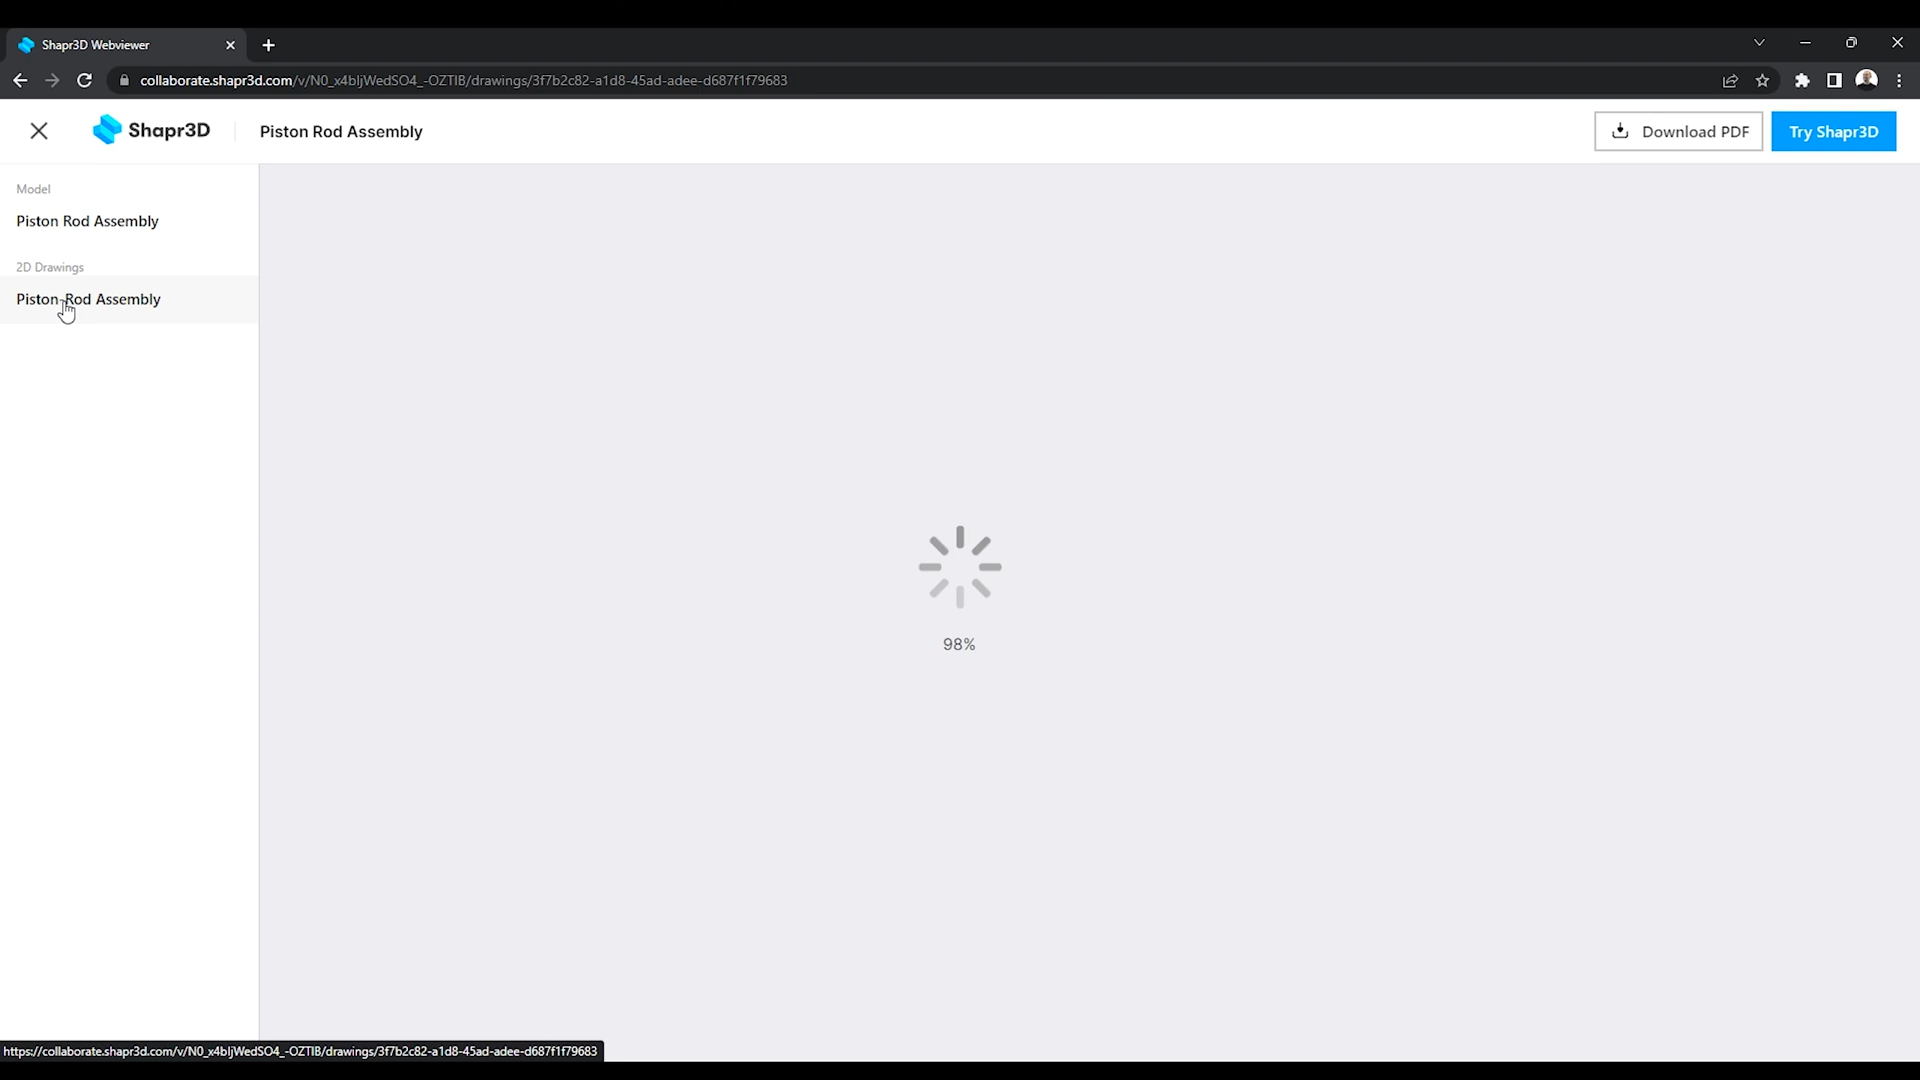 Shapr3D Webviewer
collaborate.shapr3d.com/v/N0_x4bljWedSO4_-OZTIB/drawings/3f7b2c82-a1d8-45ad-adee-d687f1f79683
Shapr3D
Piston Rod Assembly
Download PDF
Try Shapr3D
Model
Piston Rod Assembly
2D Drawings
Piston Rod Assembly
98%
https://collaborate.shapr3d.com/v/N0_x4bljWedSO4_-OZTIB/drawings/3f7b2c82-a1d8-45ad-adee-d687f1f79683